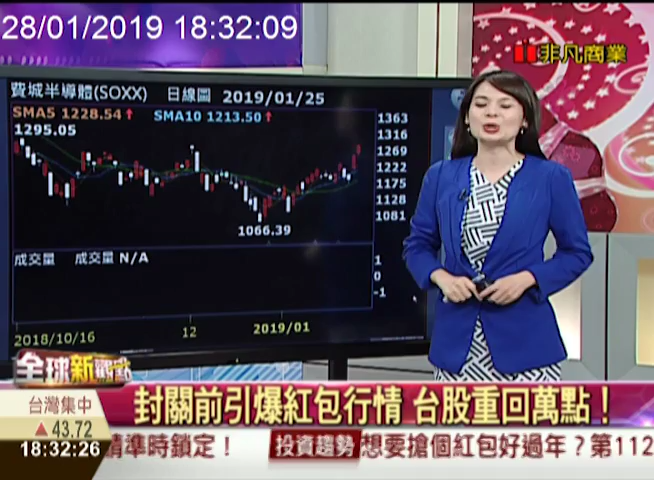 28/01/2019 18:32:09
非凡商業
費城半導體(SOXX) 日線圖 2019/01/25
SMA5 1228.54↑ SMA10 1213.50↑
1295.05
1363
1316
1269
1222
1175
1128
1081
1066.39
成交量 成交量 N/A
1
0
-1
2018/10/16 12 2019/01
全球新觀點
封關前引爆紅包行情 台股重回萬點！
台灣集中
▲43.72
18:32:26
請準時鎖定！ 投資趨勢 想要搶個紅包好過年？第112